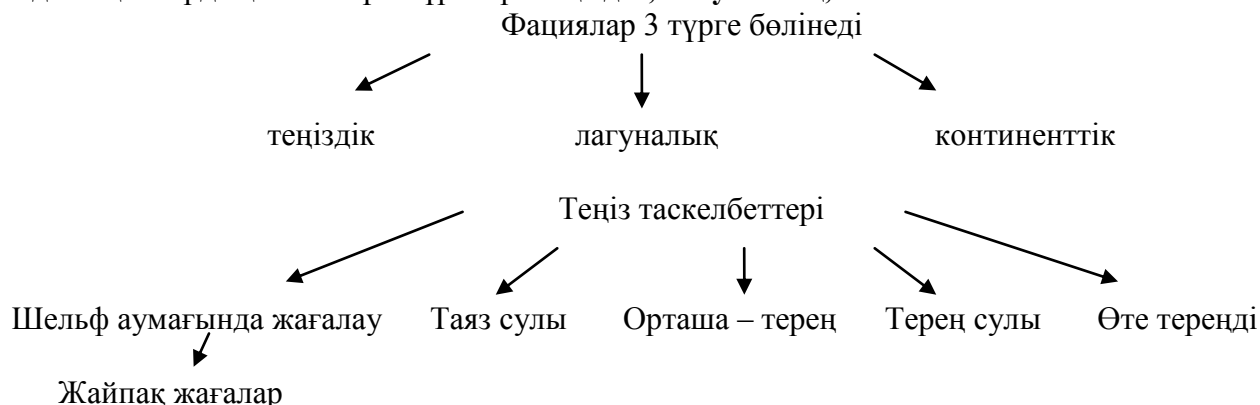 Фациялар 3 түрге бөлінеді
теңіздік лагуналық континенттік
Теңіз таскелбеттері
Шельф аумағында жағалау Таяз сулы Орташа – терең Терең сулы Өте тереңді
Жайпақ жағалар